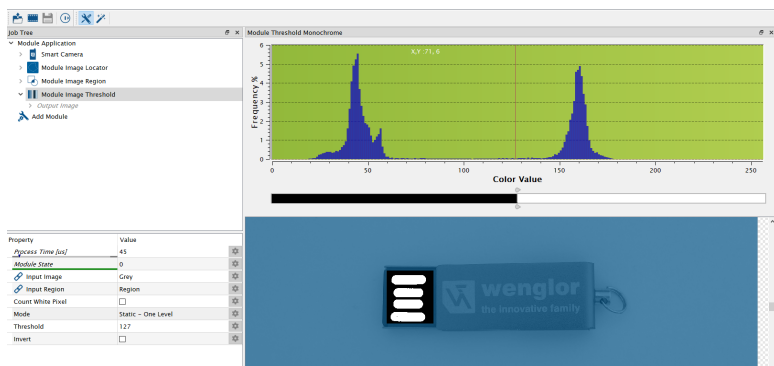 Job Tree
Module Threshold Monochrome
Module Application
Smart Camera
Module Image Locator
Module Image Region
Module Image Threshold
Output Image
Add Module
X,Y :71, 6
Frequency %
6
5
4
3
2
1
0
0 50 100 150 200 250
Color Value
Property Value
Process Time [us] 45
Module State 0
Input Image Grey
Input Region Region
Count White Pixel
Mode Static - One Level
Threshold 127
Invert
wenglor
the innovative family